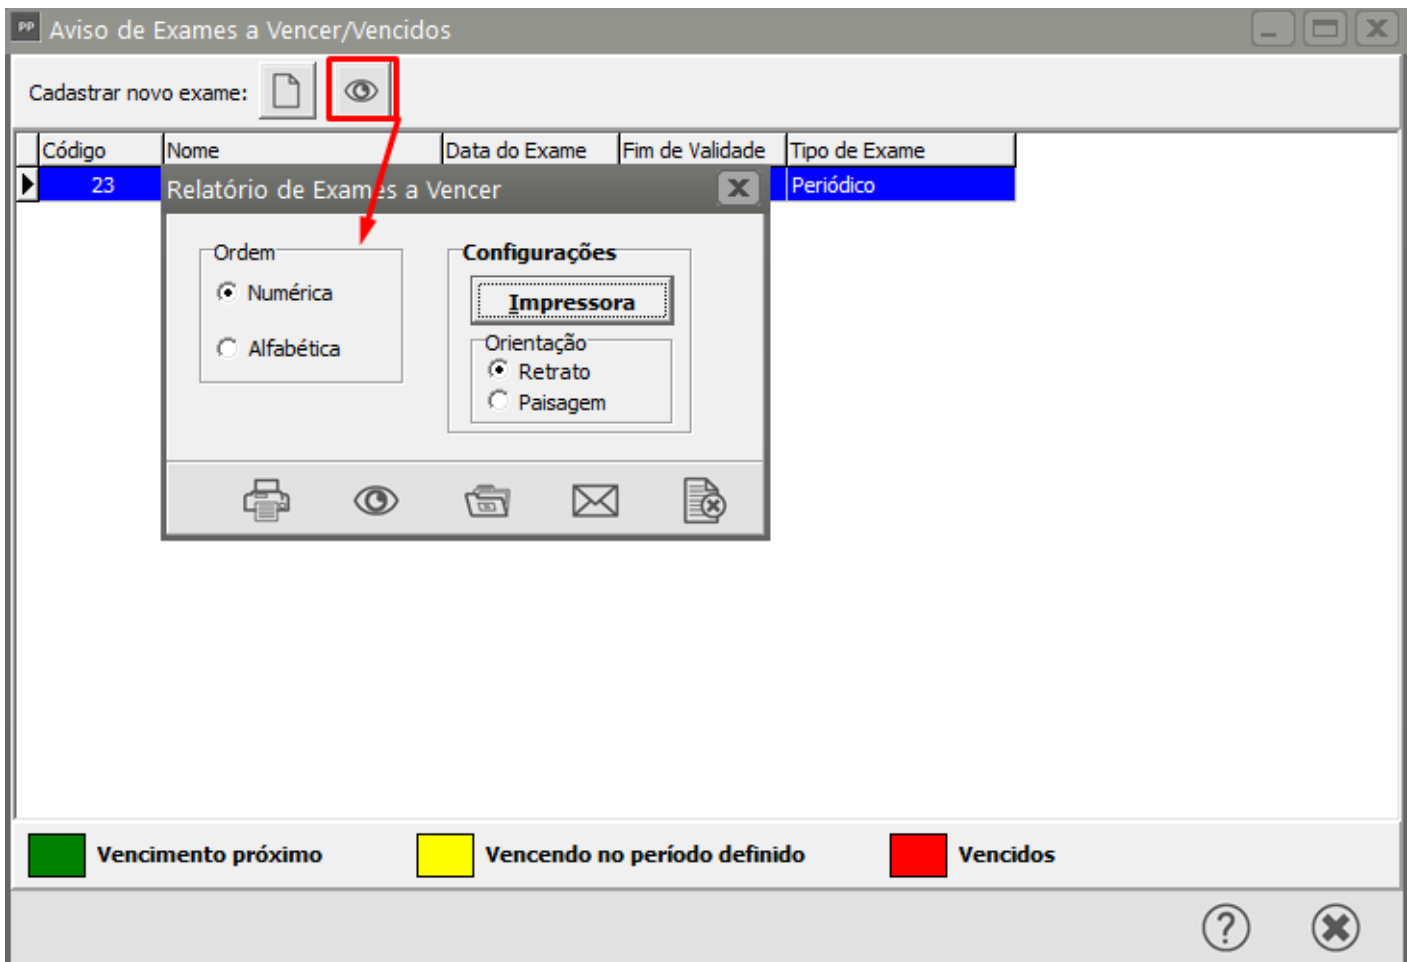 PP Aviso de Exames a Vencer/Vencidos
Cadastrar novo exame:
Código Nome Data do Exame Fim de Validade Tipo de Exame
23 Periódico
Relatório de Exames a Vencer
Ordem
Numérica
Alfabética
Configurações
Impressora
Orientação
Retrato
Paisagem
Vencimento próximo Vencendo no período definido Vencidos